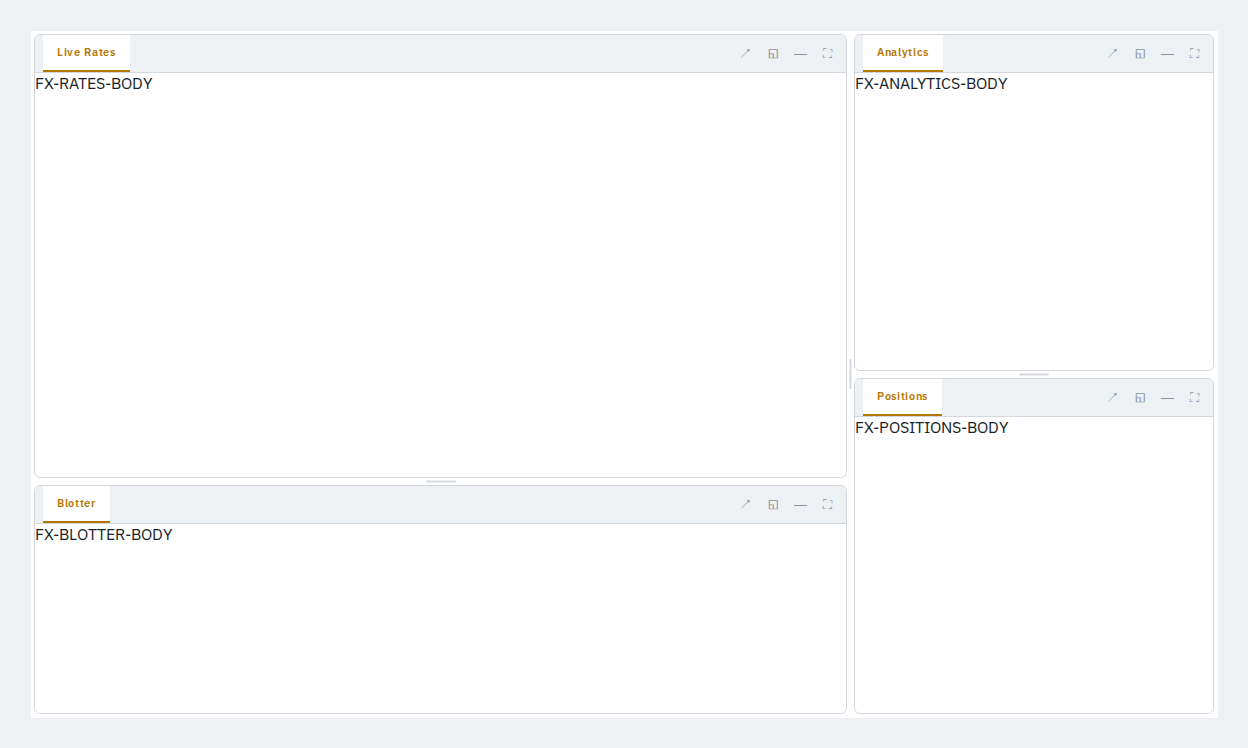 Live Rates
FX-RATES-BODY
Blotter
FX-BLOTTER-BODY
Analytics
FX-ANALYTICS-BODY
Positions
FX-POSITIONS-BODY